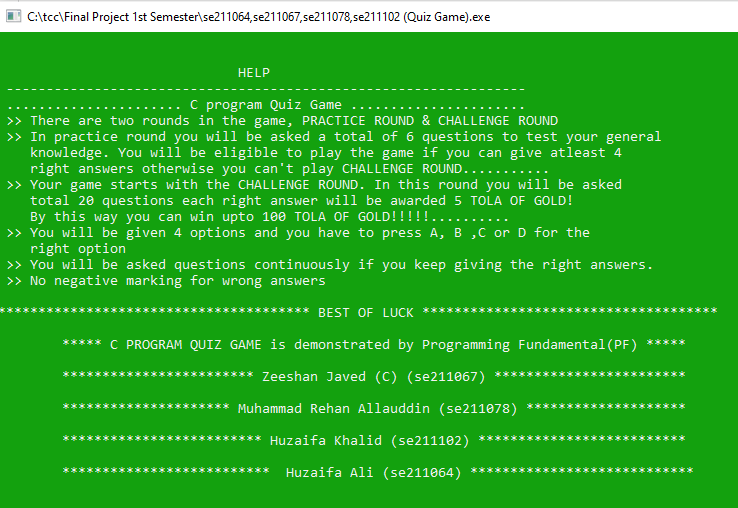 C:\tcc\Final Project 1st Semester\se211064,se211067,se211078,se211102 (Quiz Game).exe
HELP
-----------------------------------------------------------------
...................... C program Quiz Game ......................
>> There are two rounds in the game, PRACTICE ROUND & CHALLENGE ROUND
>> In practice round you will be asked a total of 6 questions to test your general
knowledge. You will be eligible to play the game if you can give atleast 4
right answers otherwise you can't play CHALLENGE ROUND...........
>> Your game starts with the CHALLENGE ROUND. In this round you will be asked
total 20 questions each right answer will be awarded 5 TOLA OF GOLD!
By this way you can win upto 100 TOLA OF GOLD!!!!!..........
>> You will be given 4 options and you have to press A, B ,C or D for the
right option
>> You will be asked questions continuously if you keep giving the right answers.
>> No negative marking for wrong answers
*************************************** BEST OF LUCK *************************************
***** C PROGRAM QUIZ GAME is demonstrated by Programming Fundamental(PF) *****
************************ Zeeshan Javed (C) (se211067) ************************
********************* Muhammad Rehan Allauddin (se211078) ********************
************************* Huzaifa Khalid (se211102) **************************
**************************  Huzaifa Ali (se211064) ****************************